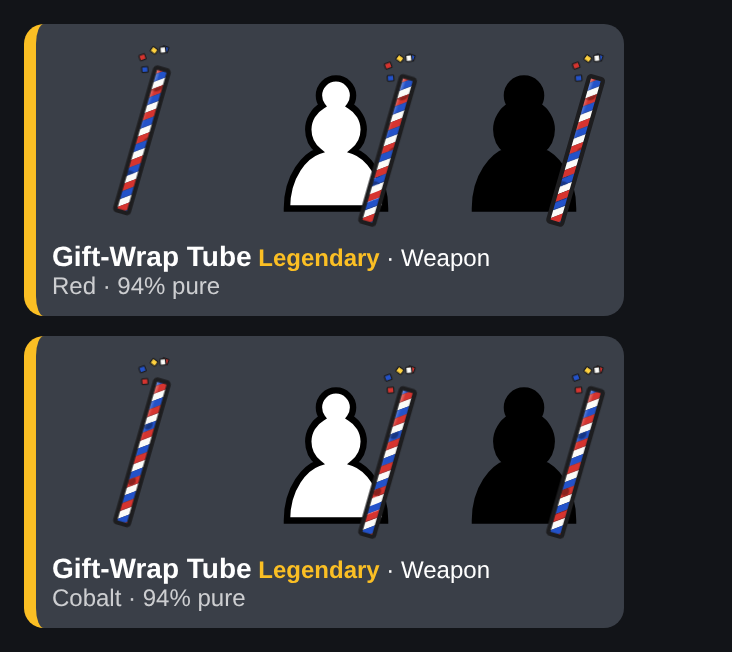 Gift-Wrap Tube Legendary · Weapon
Red · 94% pure
Gift-Wrap Tube Legendary · Weapon
Cobalt · 94% pure